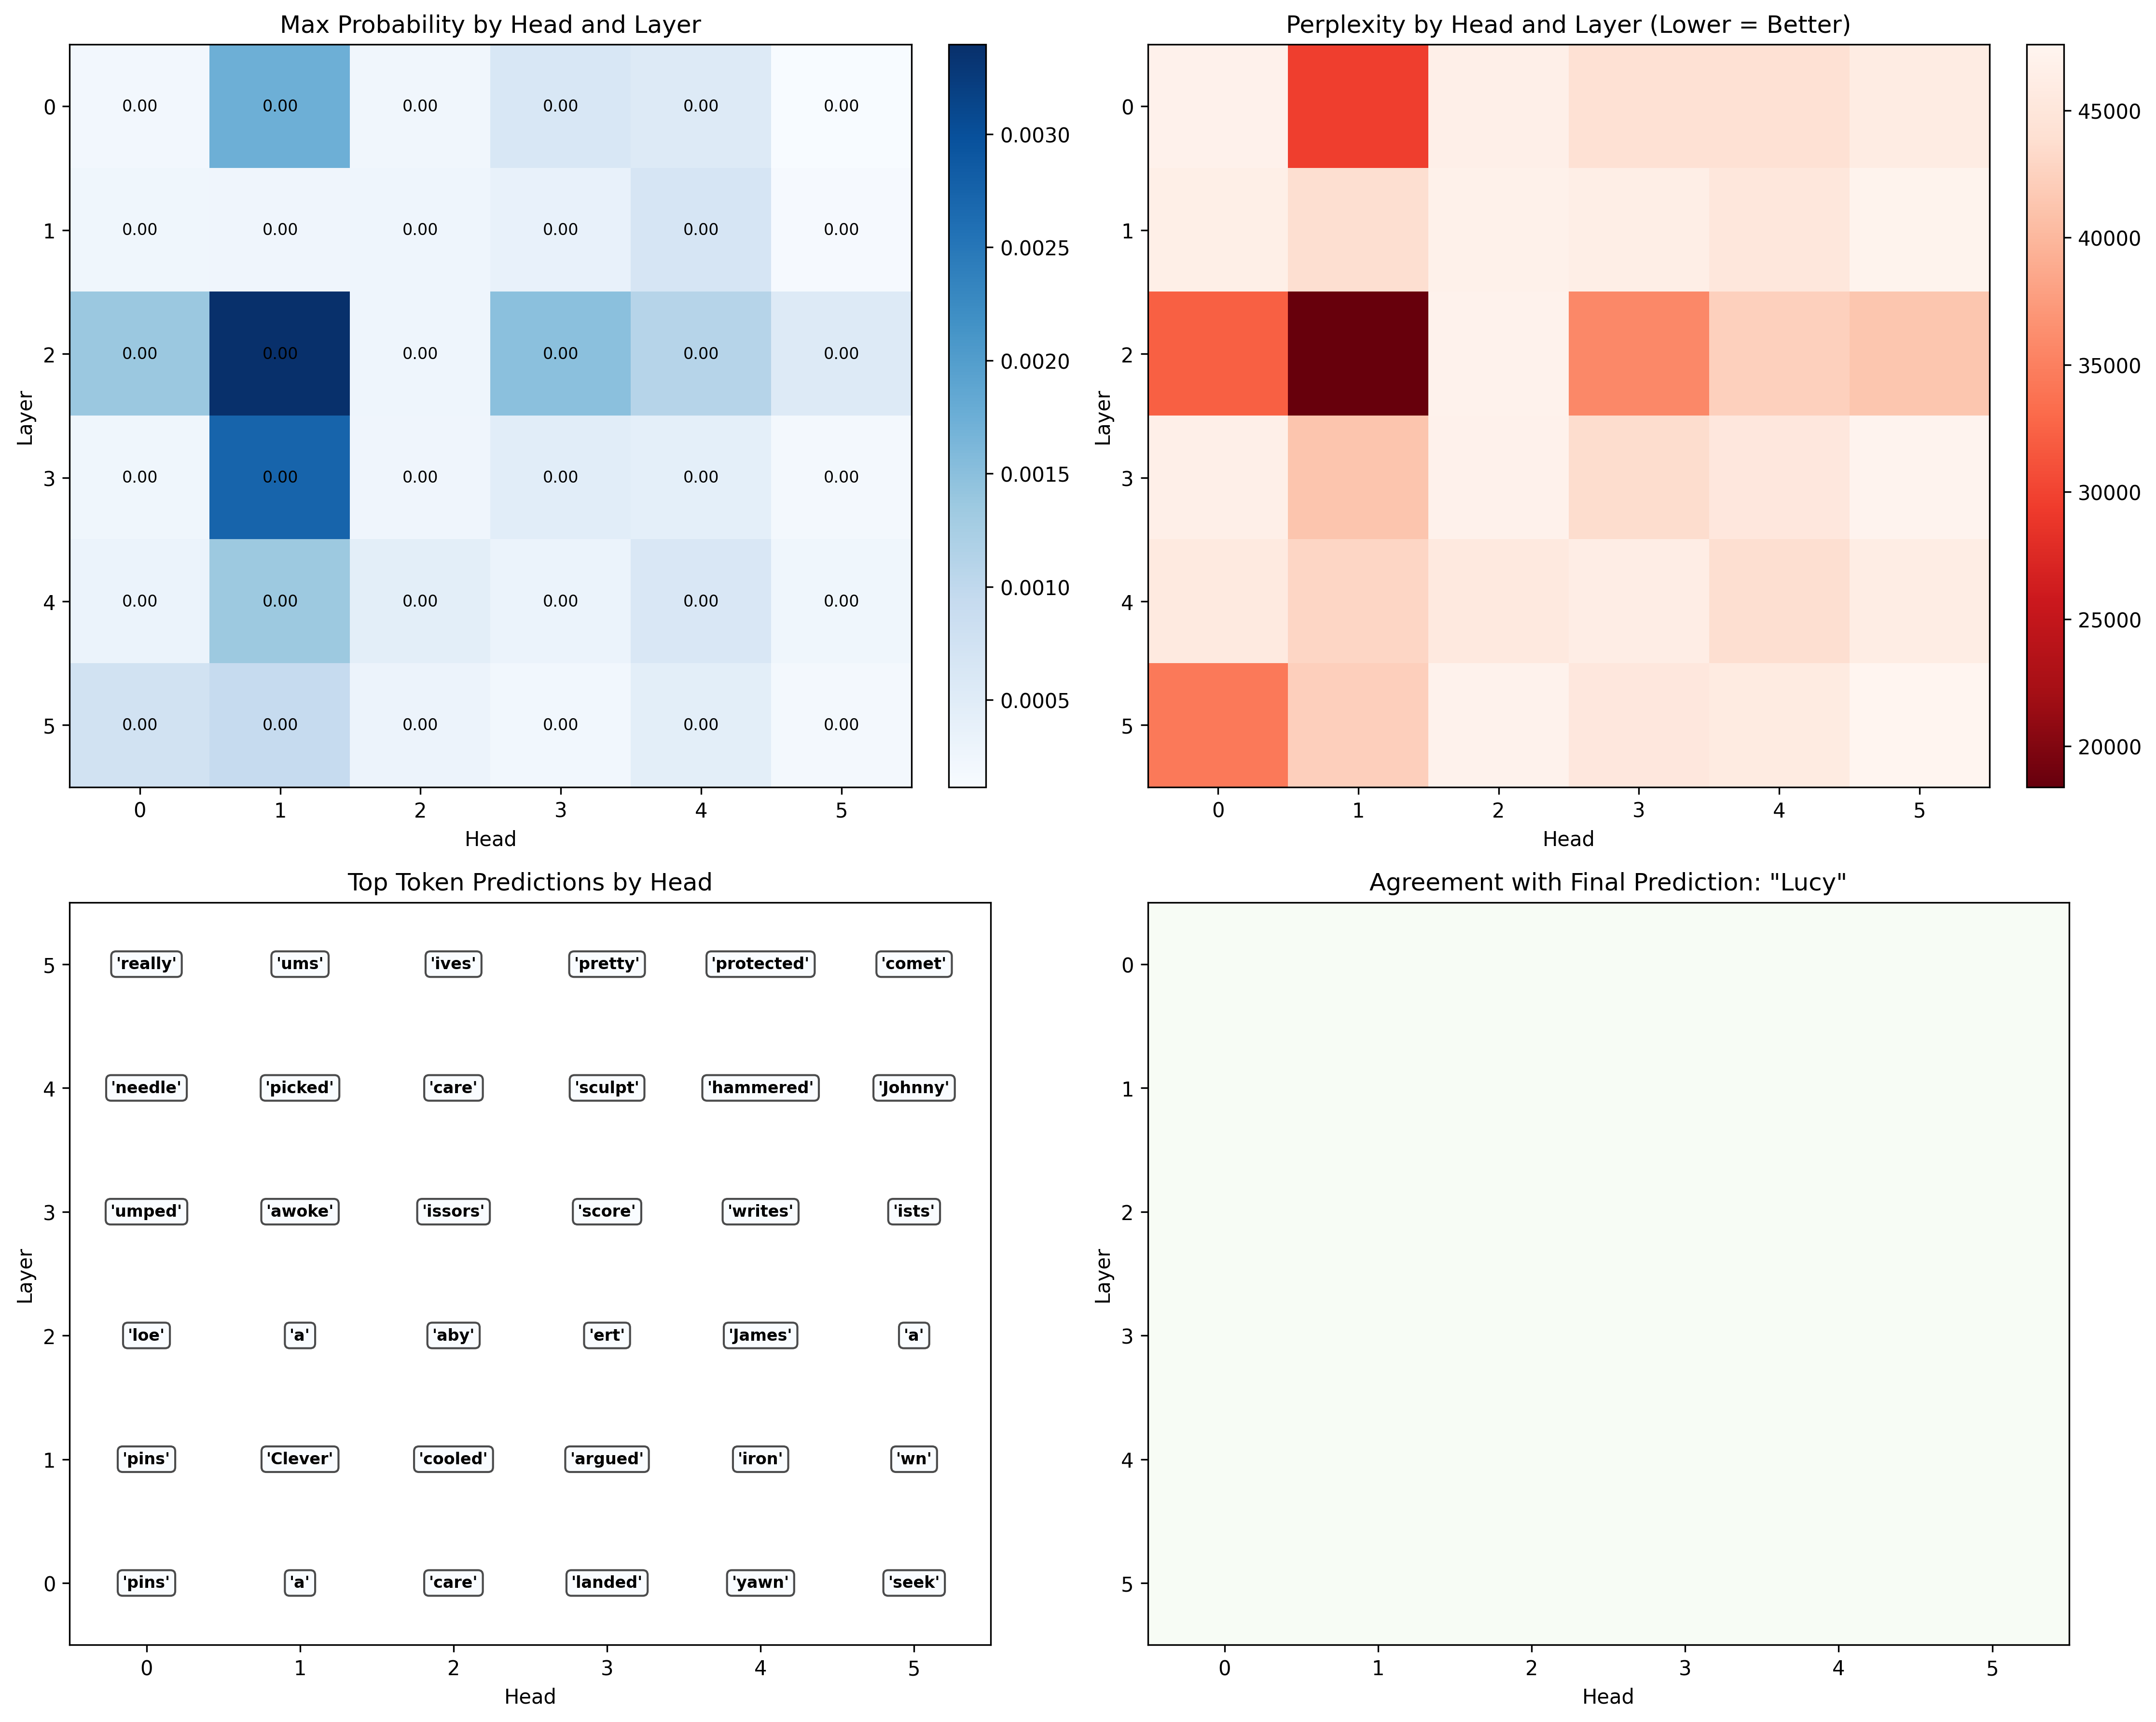 Max Probability by Head and Layer
0 0.00 0.00 0.00 0.00 0.00 0.00
1 0.00 0.00 0.00 0.00 0.00 0.00
2 0.00 0.00 0.00 0.00 0.00 0.00
3 0.00 0.00 0.00 0.00 0.00 0.00
4 0.00 0.00 0.00 0.00 0.00 0.00
5 0.00 0.00 0.00 0.00 0.00 0.00
Layer
0 1 2 3 4 5
Head
0.0030
0.0025
0.0020
0.0015
0.0010
0.0005
Perplexity by Head and Layer (Lower = Better)
0
1
2
3
4
5
Layer
0 1 2 3 4 5
Head
45000
40000
35000
30000
25000
20000
Top Token Predictions by Head
5 'really' 'ums' 'ives' 'pretty' 'protected' 'comet'
4 'needle' 'picked' 'care' 'sculpt' 'hammered' 'Johnny'
3 'umped' 'awoke' 'issors' 'score' 'writes' 'ists'
2 'loe' 'a' 'aby' 'ert' 'James' 'a'
1 'pins' 'Clever' 'cooled' 'argued' 'iron' 'wn'
0 'pins' 'a' 'care' 'landed' 'yawn' 'seek'
Layer
0 1 2 3 4 5
Head
Agreement with Final Prediction: "Lucy"
0
1
2
3
4
5
Layer
0 1 2 3 4 5
Head